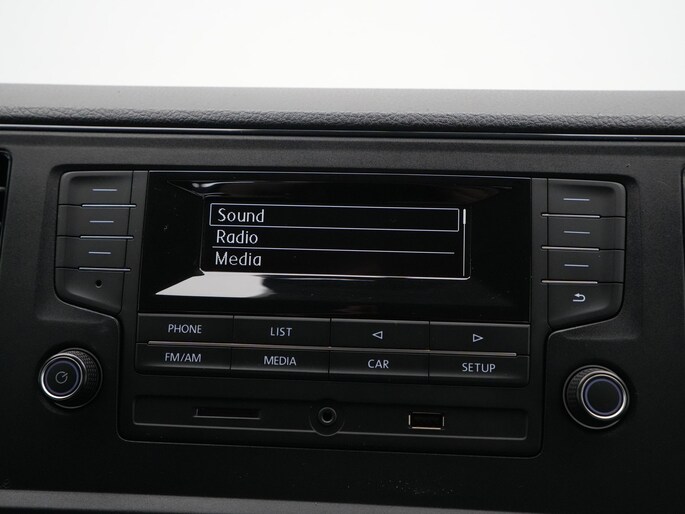 Sound
Radio
Media
PHONE LIST
FM/AM MEDIA CAR SETUP